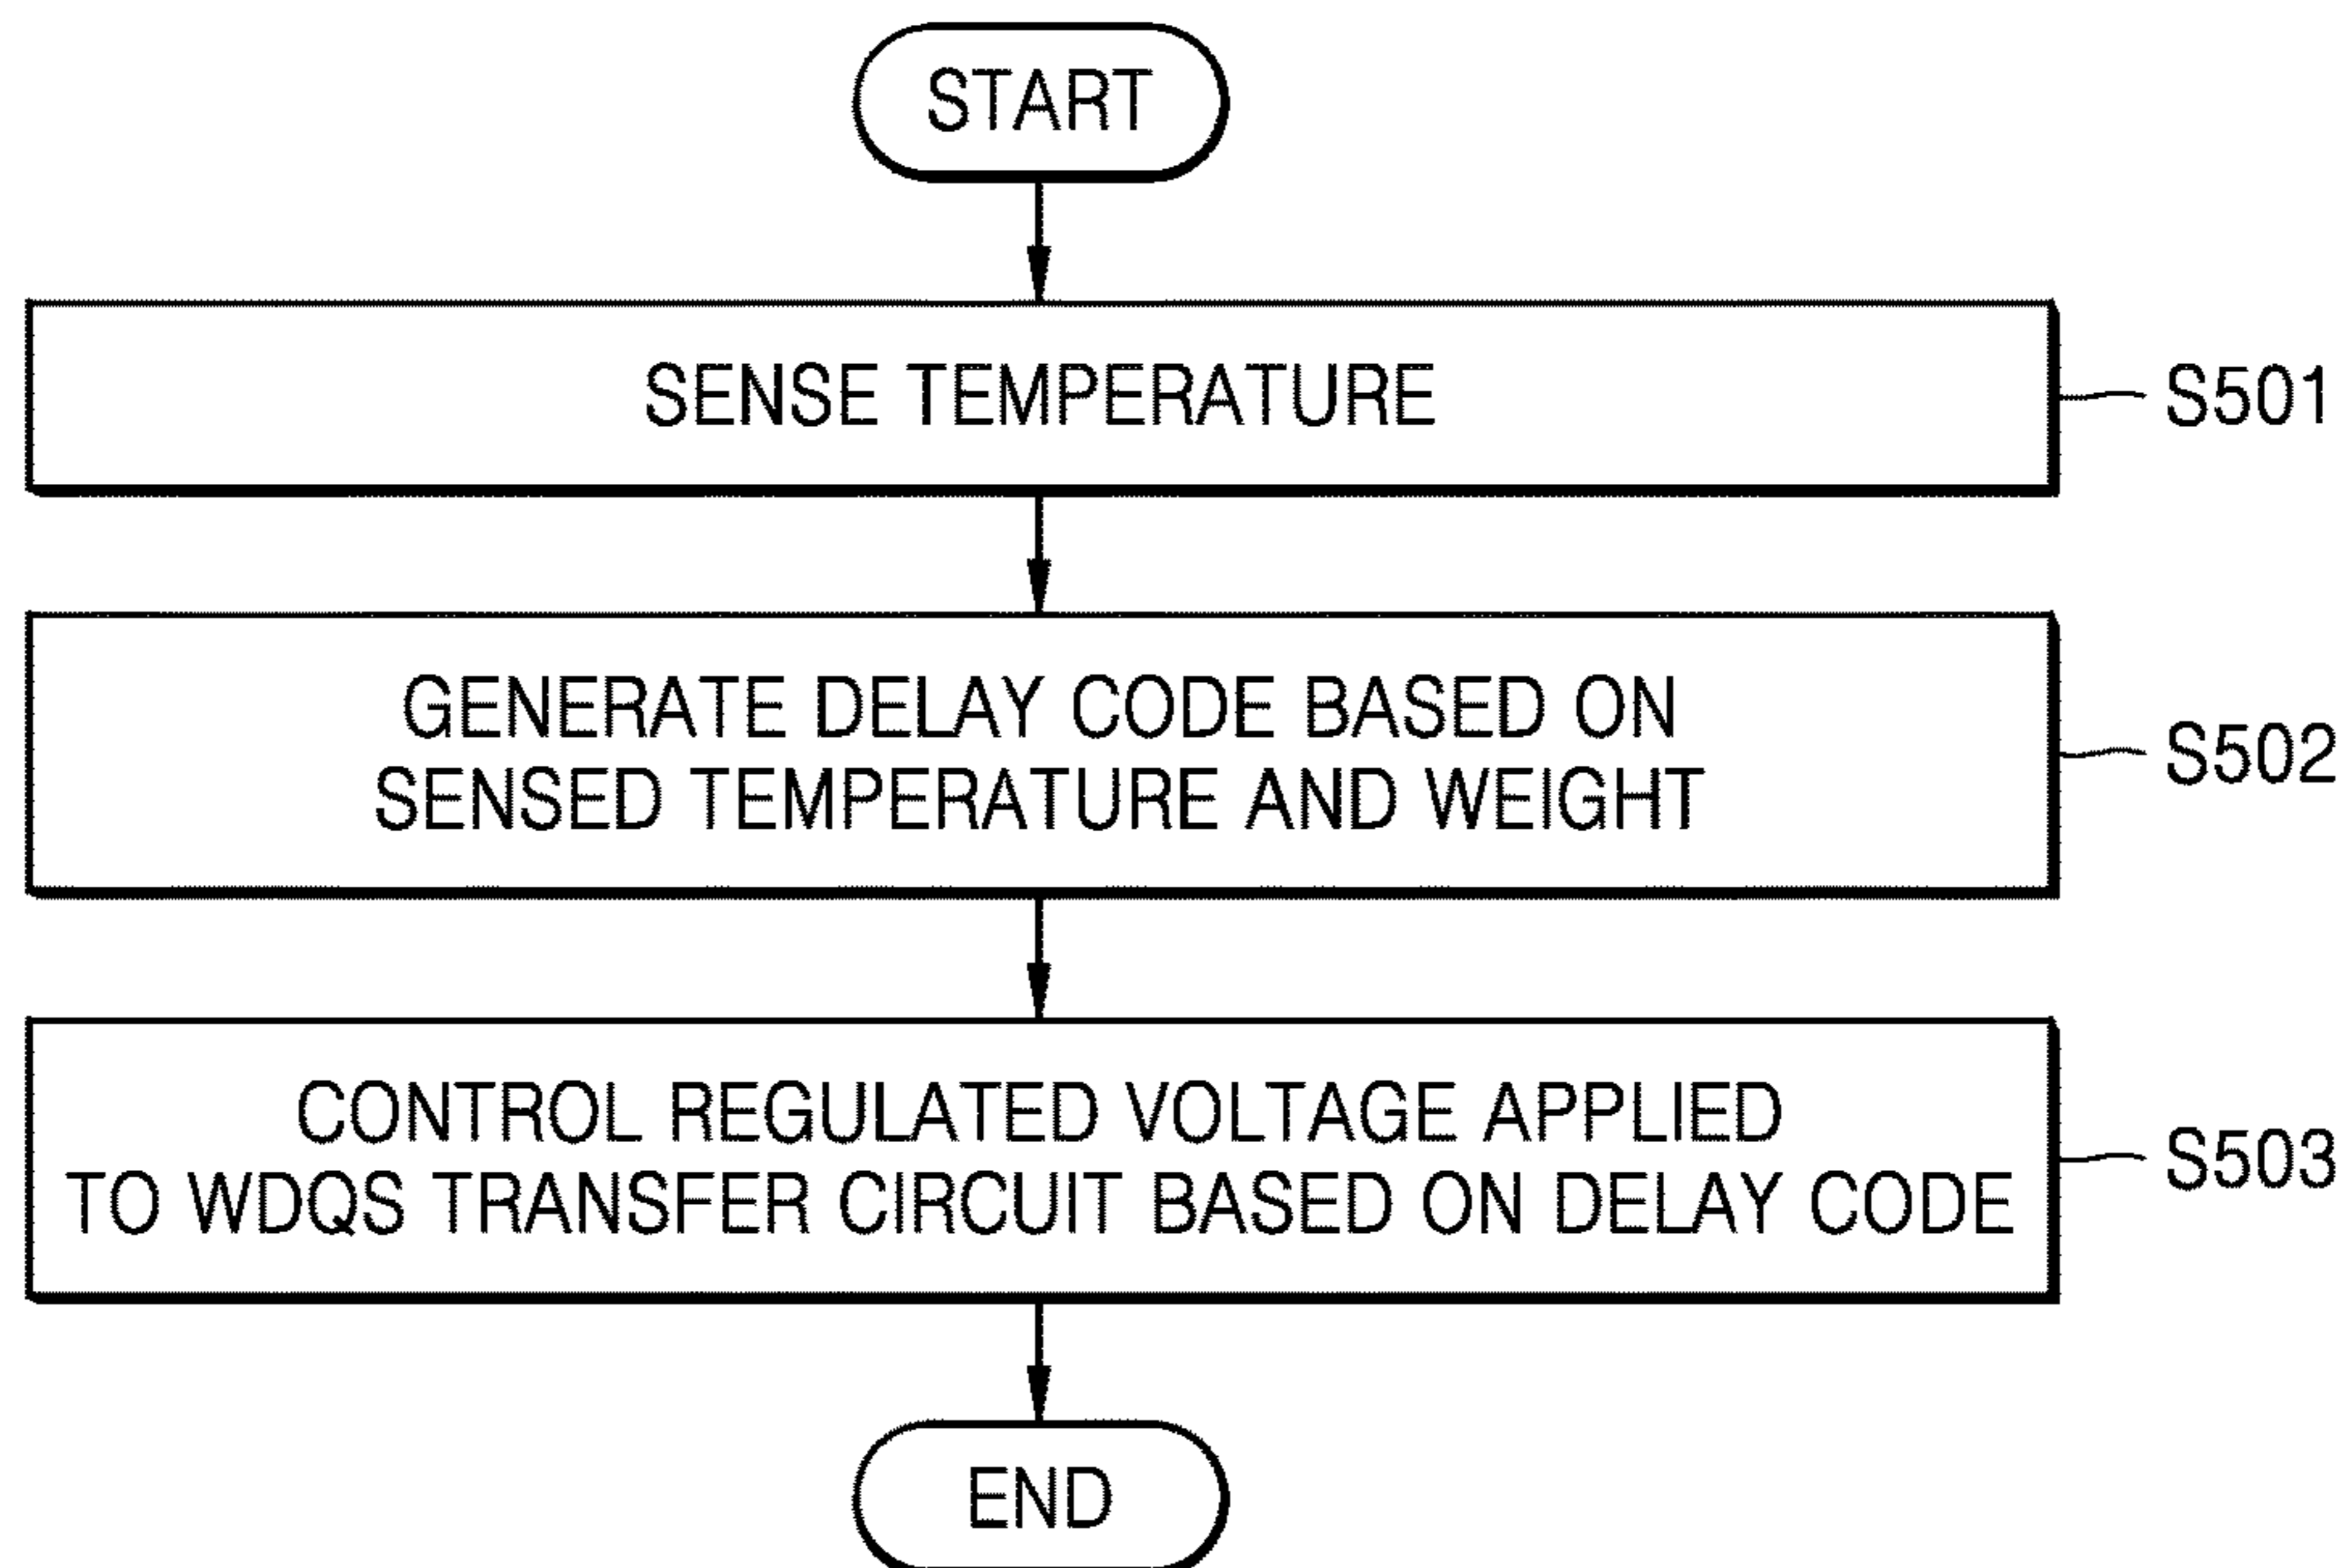 START
SENSE TEMPERATURE
S501
GENERATE DELAY CODE BASED ON
SENSED TEMPERATURE AND WEIGHT
S502
CONTROL REGULATED VOLTAGE APPLIED
TO WDQS TRANSFER CIRCUIT BASED ON DELAY CODE
S503
END